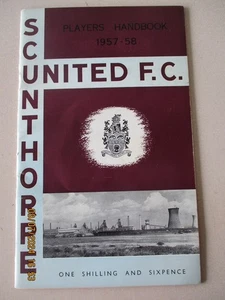 PLAYERS HANDBOOK
1957-58
SCUNTHORPE
UNITED F.C.
ONE SHILLING AND SIXPENCE